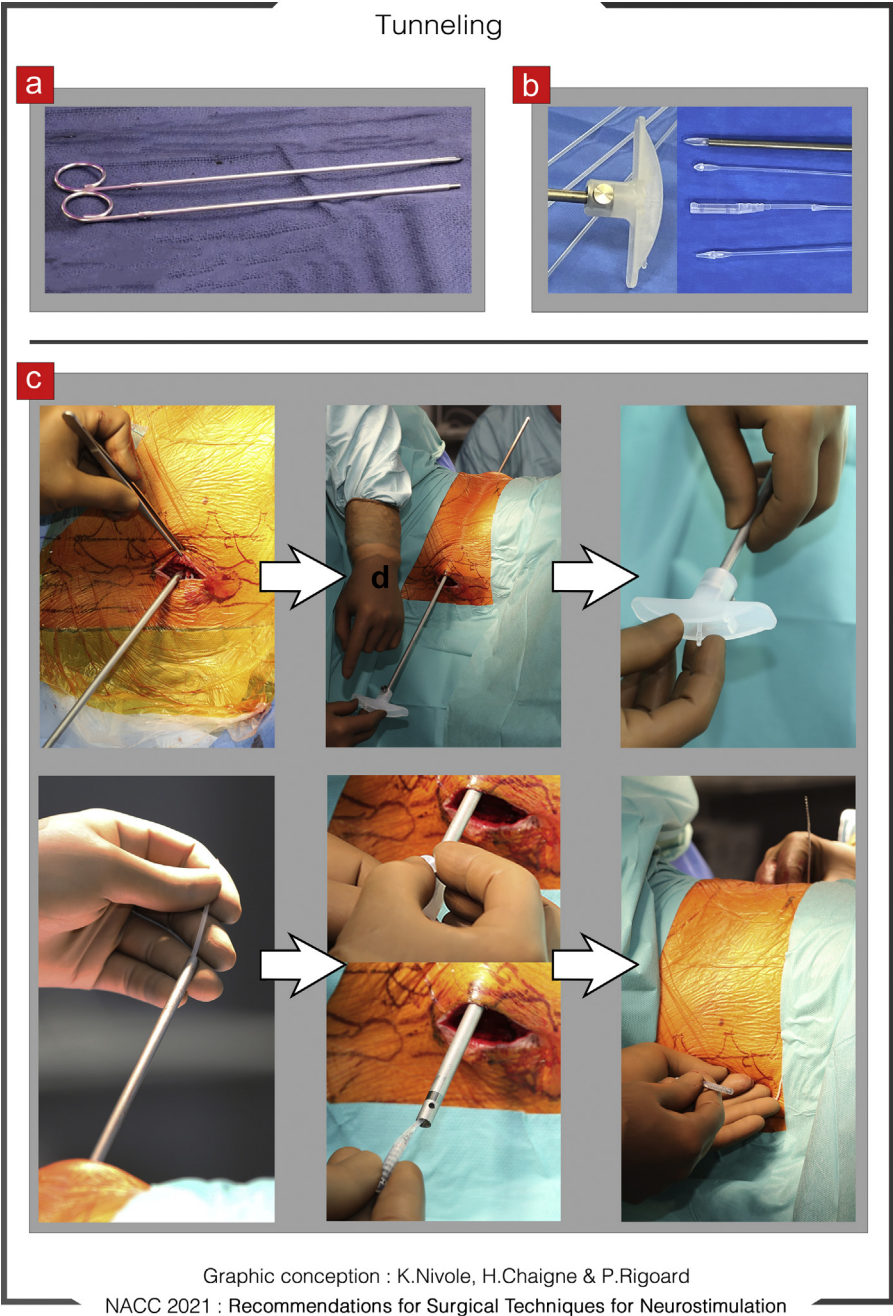 Tunneling
a
b
c
d
Graphic conception : K.Nivole, H.Chaigne & P.Rigoard
NACC 2021 : Recommendations for Surgical Techniques for Neurostimulation